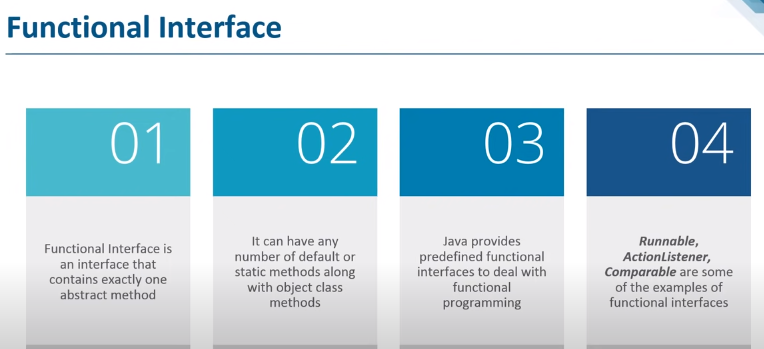 Functional Interface
01
Functional Interface is
an interface that
contains exactly one
abstract method
02
It can have any
number of default or
static methods along
with object class
methods
03
Java provides
predefined functional
interfaces to deal with
functional
programming
04
Runnable,
ActionListener,
Comparable are some
of the examples of
functional interfaces